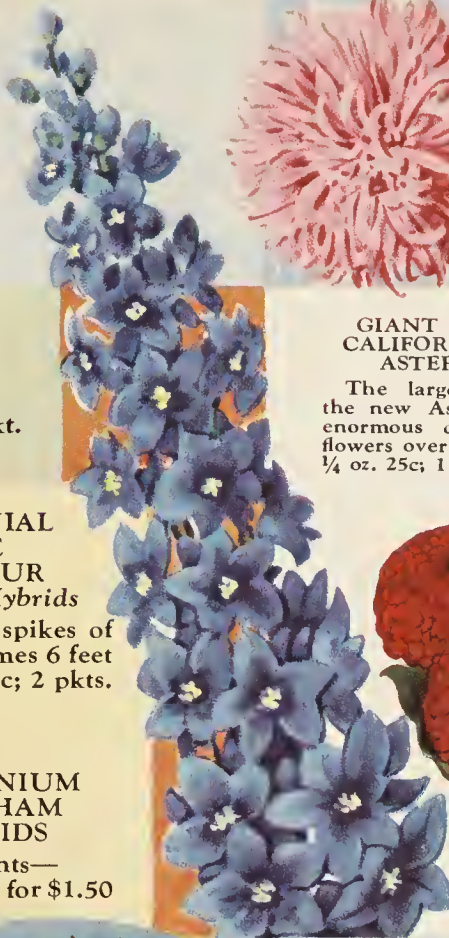 kt.
IAL
UR
ybrids
spikes of
mes 6 feet
c; 2 pkts.
NIUM
HAM
IDS
nts—
for $1.50
GIANT
CALIFOR
ASTER
The large
the new As
enormous
flowers over
¼ oz. 25c; 1